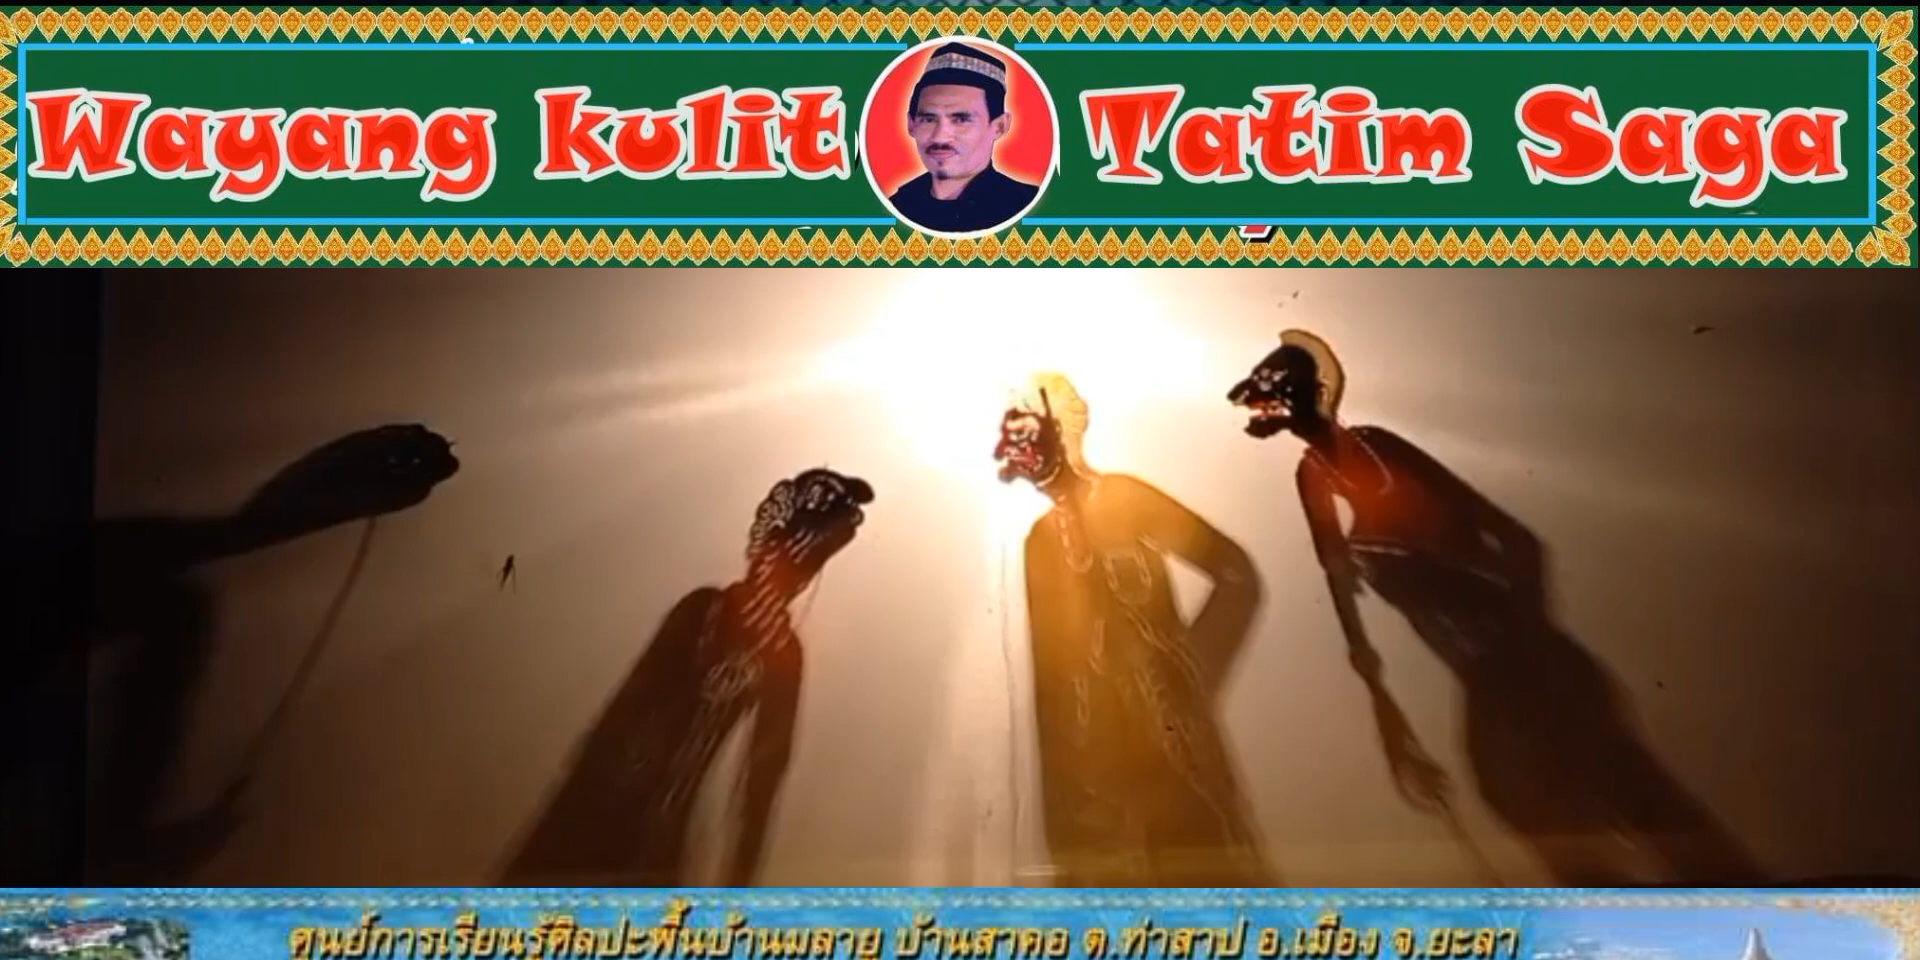 Wayang kulit Tatim Saga
ศูนย์การเรียนรู้ศิลปะพื้นบ้านมลายู บ้านสาคอ ต.ท่าสาป อ.เมือง จ.ยะลา